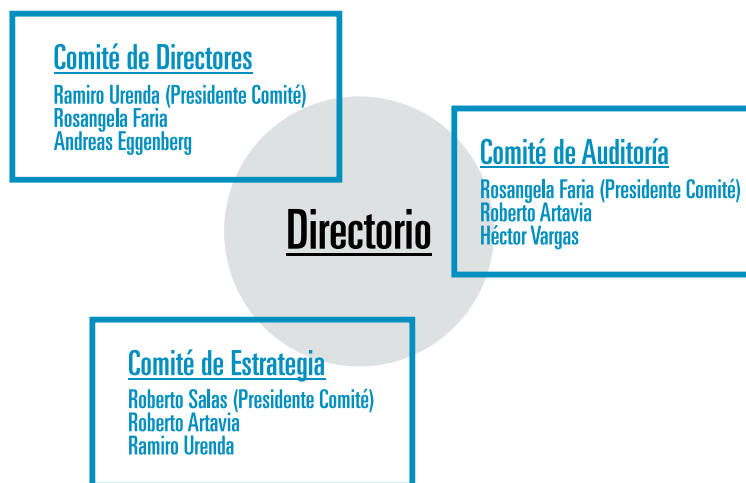 Comité de Directores
Ramiro Urenda (Presidente Comité)
Rosangela Faria
Andreas Eggenberg
Comité de Auditoría
Rosangela Faria (Presidente Comité)
Roberto Artavia
Héctor Vargas
Directorio
Comité de Estrategia
Roberto Salas (Presidente Comité)
Roberto Artavia
Ramiro Urenda